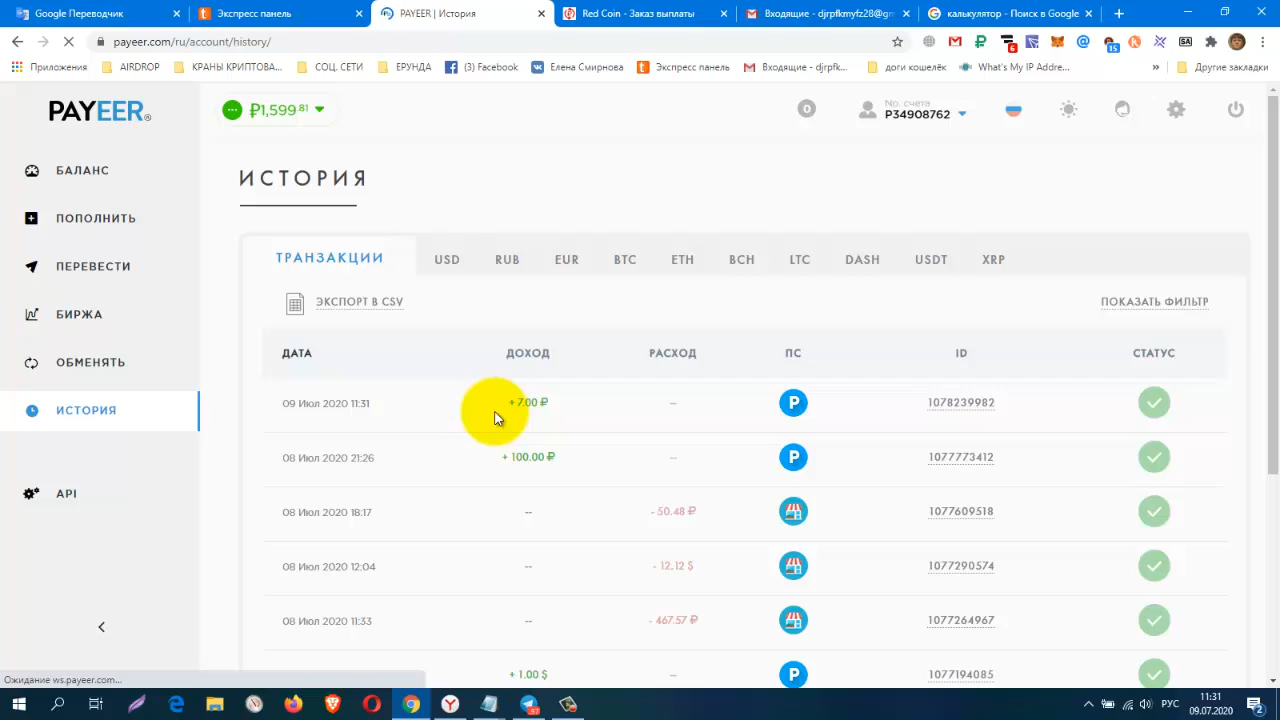 Google Переводчик
Экспресс панель
PAYEER | История
Red Coin - Заказ выплаты
Входящие - djrpfkmyfz28@gm
калькулятор - Поиск в Google
payeer.com/ru/account/history/
6
15
SA
Приложения
AIRDROP
КРАНЫ КРИПТОВА...
СОЦ. СЕТИ
ЕРУНДА
(3) Facebook
Елена Смирнова
Экспресс панель
Входящие - djrpfk...
доги кошелёк
What's My IP Addre...
»
Другие закладки
PAYEER®
₽1,599.81
0
No. счета
P34908762
БАЛАНС
ПОПОЛНИТЬ
ПЕРЕВЕСТИ
БИРЖА
ОБМЕНЯТЬ
ИСТОРИЯ
API
ИСТОРИЯ
ТРАНЗАКЦИИ USD RUB EUR BTC ETH BCH LTC DASH USDT XRP
ЭКСПОРТ В CSV
ПОКАЗАТЬ ФИЛЬТР
ДАТА ДОХОД РАСХОД ПС ID СТАТУС
09 Июл 2020 11:31 + 7.00 ₽ -- P 1078239982
08 Июл 2020 21:26 + 100.00 ₽ -- P 1077773412
08 Июл 2020 18:17 -- - 50.48 ₽ 1077609518
08 Июл 2020 12:04 -- - 12.12 $ 1077290574
08 Июл 2020 11:33 -- - 467.57 ₽ 1077264967
+ 1.00 $ P 1077194085
Ожидание ws.payeer.com...
РУС
11:31
09.07.2020
2